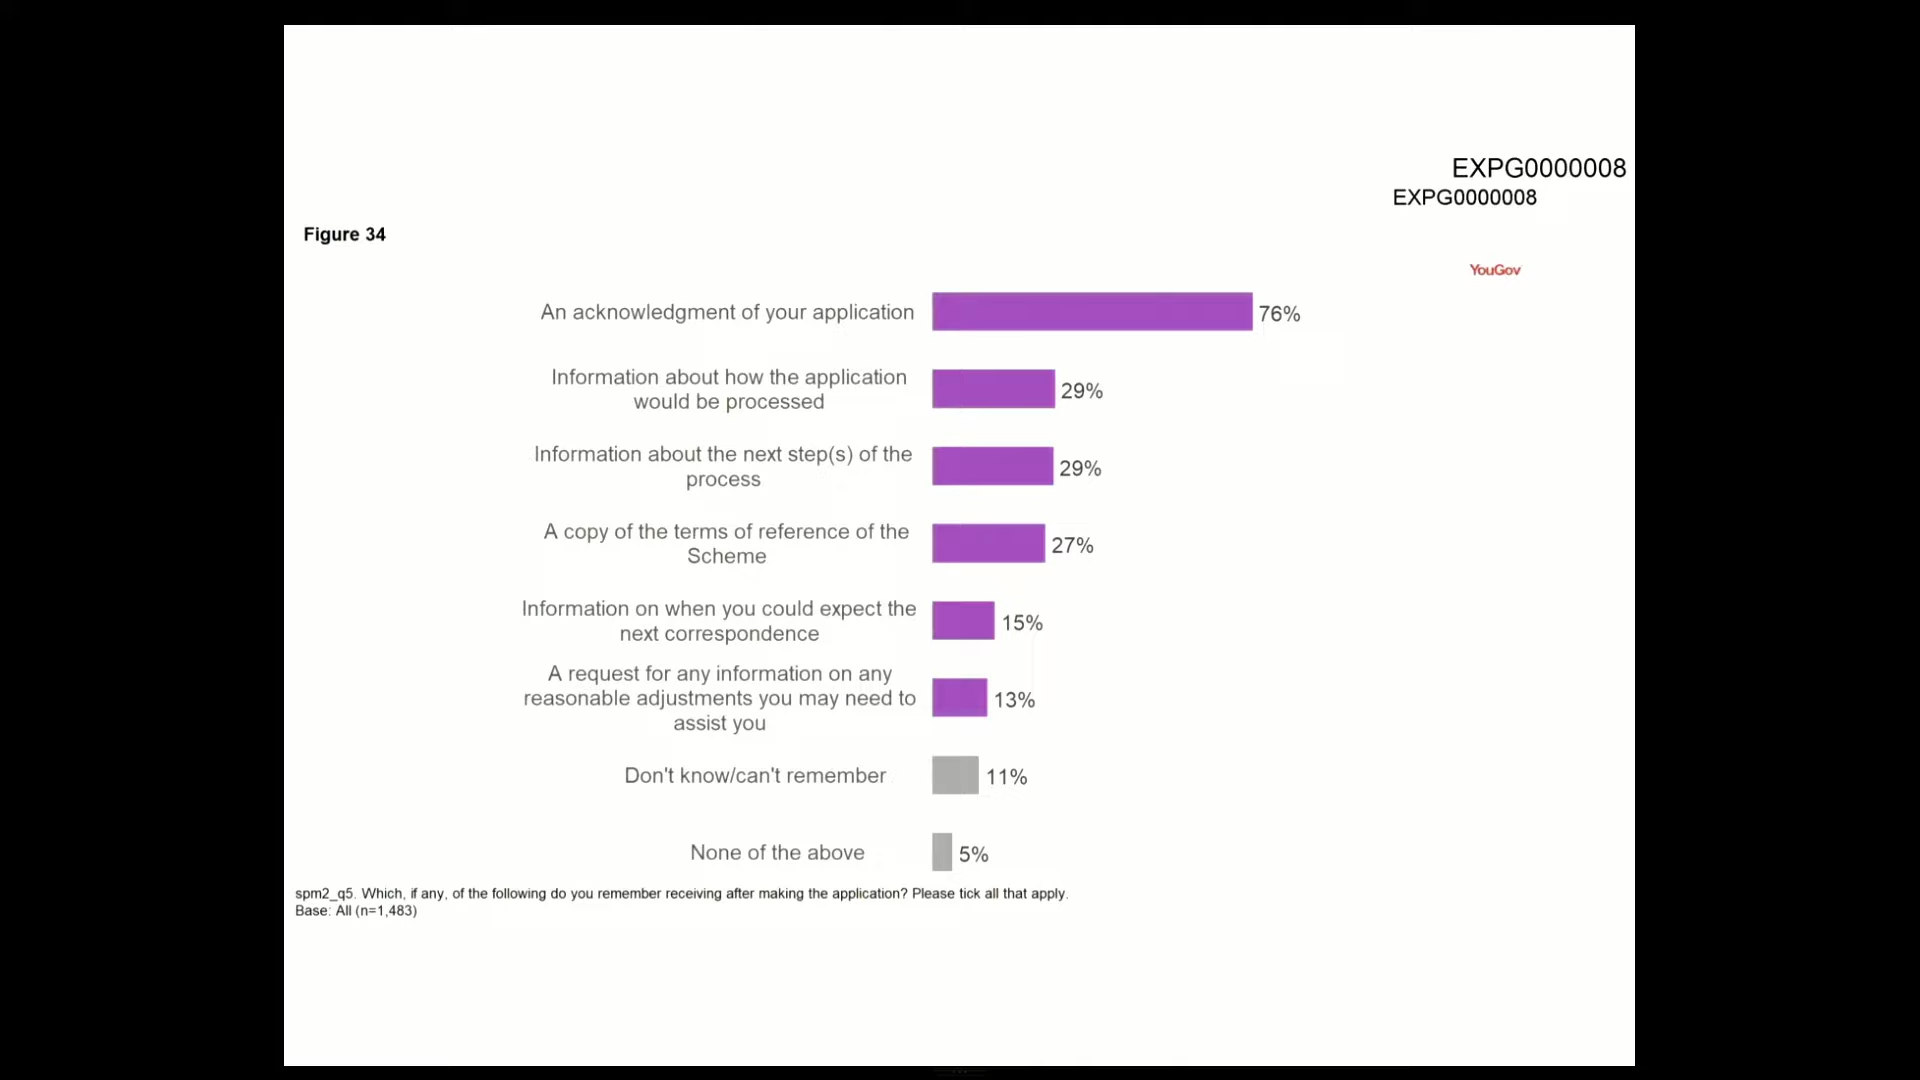 EXPG0000008
EXPG0000008
Figure 34
YouGov
An acknowledgment of your application
76%
Information about how the application
would be processed
29%
Information about the next step(s) of the
process
29%
A copy of the terms of reference of the
Scheme
27%
Information on when you could expect the
next correspondence
15%
A request for any information on any
reasonable adjustments you may need to
assist you
13%
Don't know/can't remember
11%
None of the above
5%
spm2_q5. Which, if any, of the following do you remember receiving after making the application? Please tick all that apply.
Base: All (n=1,483)